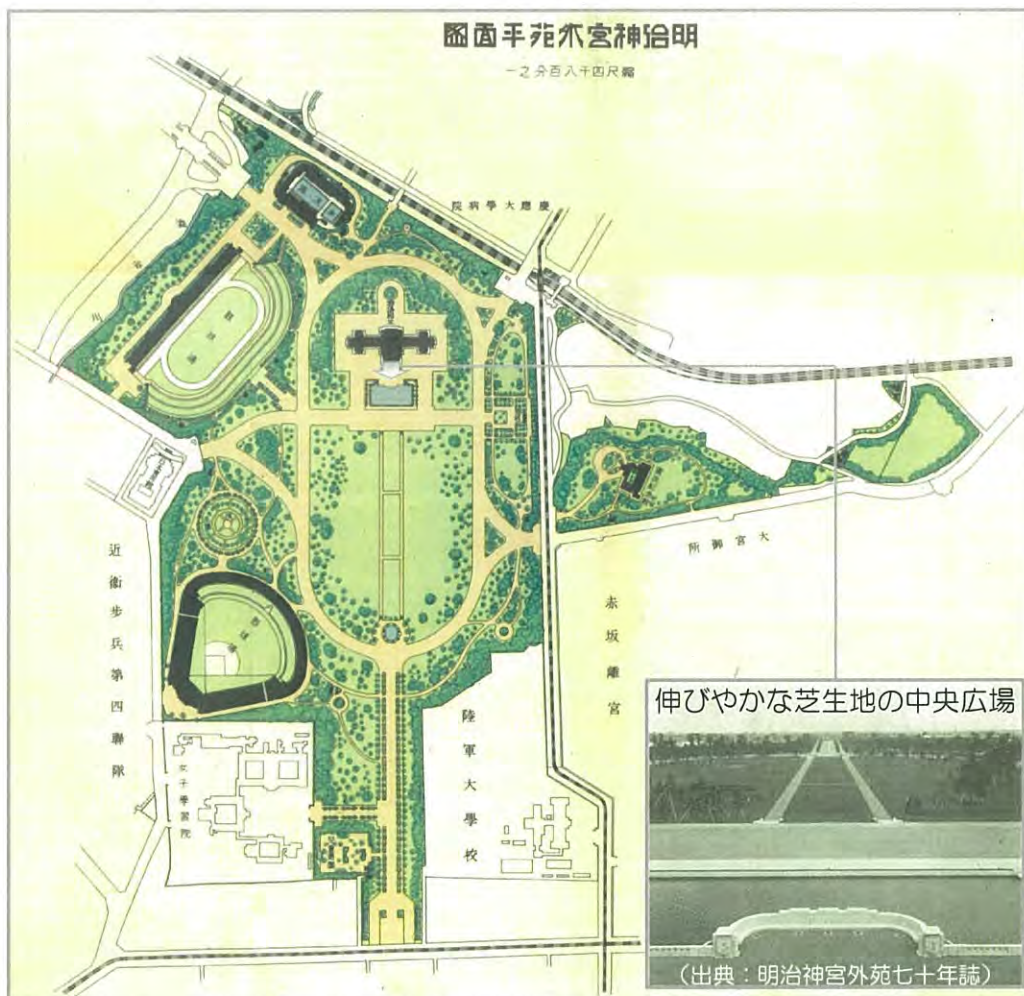 明治神宮外苑平面圖
縮尺四千八百分之一
慶應大學病院
大宮御所
赤坂離宮
近衞步兵第四聯隊
女子學習院
陸軍大學校
伸びやかな芝生地の中央広場
(出典：明治神宮外苑七十年誌)